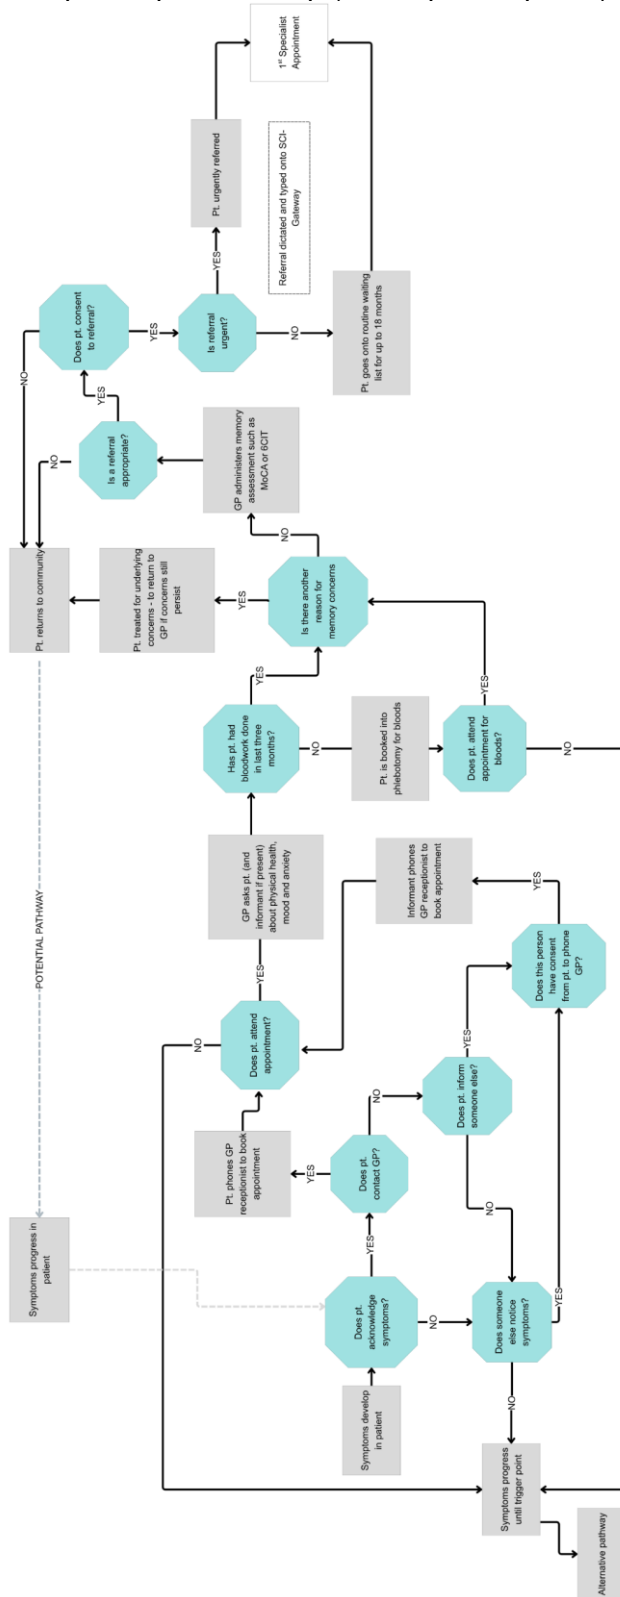 Symptoms develop
in patient
Does pt.
acknowledge
symptoms?
YES
NO
Does pt.
contact GP?
YES
NO
Pt. phones GP
receptionist to book
appointment
Does pt. inform
someone else?
YES
NO
Does someone
else notice
symptoms?
YES
NO
Symptoms progress
until trigger point
Alternative pathway
Does this person
have consent
from pt. to phone
GP?
YES
Informant phones
GP receptionist to
book appointment
Does pt. attend
appointment?
NO
YES
GP asks pt. (and
informant if present)
about physical health,
mood and anxiety
Has pt. had
bloodwork done
in last three
months?
YES
NO
Pt. is booked into
phlebotomy for bloods
Does pt. attend
appointment for
bloods?
YES
NO
Is there another
reason for
memory concerns
YES
NO
Pt. treated for underlying
concerns - to return to
GP if concerns still
persist
Pt. returns to community
POTENTIAL PATHWAY
Symptoms progress in
patient
GP administers memory
assessment such as
MoCA or 6CIT
Is a referral
appropriate?
NO
YES
Does pt. consent
to referral?
NO
YES
Is referral
urgent?
YES
NO
Pt. urgently referred
Pt. goes onto routine waiting
list for up to 18 months
Referral dictated and typed onto SCI-
Gateway
1st Specialist
Appointment